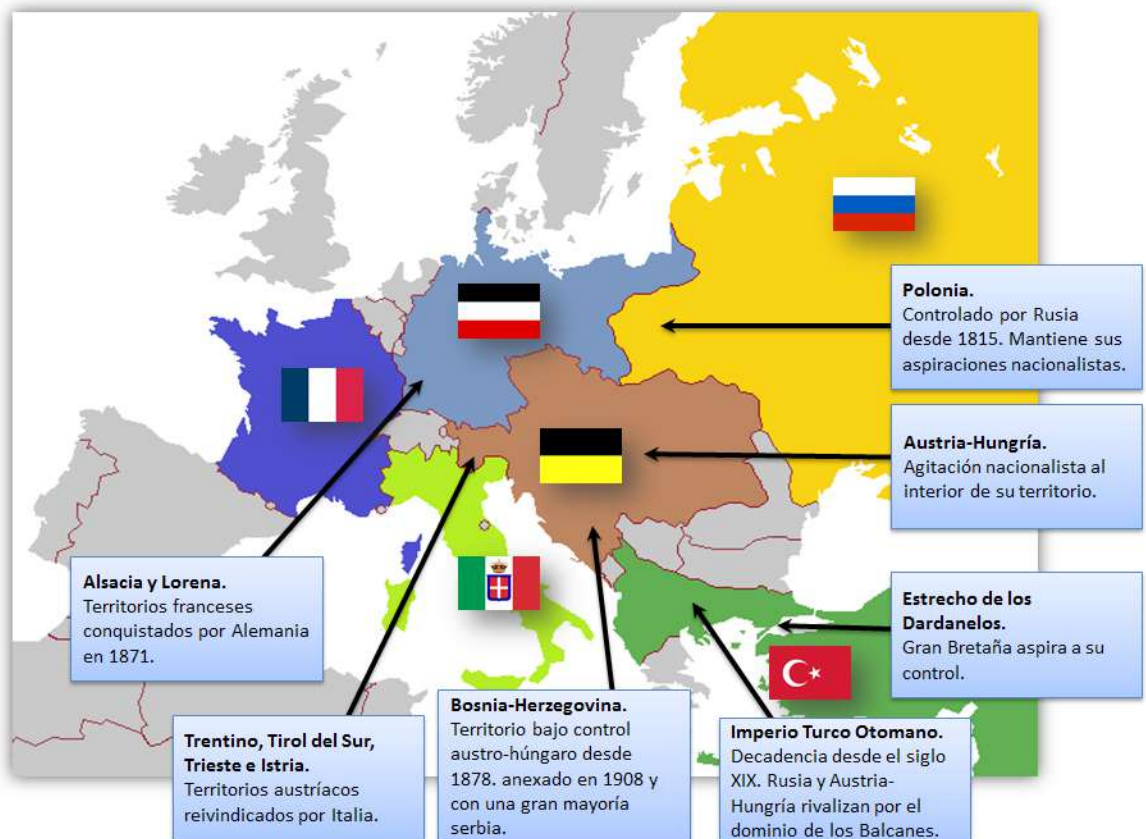 Polonia.
Controlado por Rusia
desde 1815. Mantiene sus
aspiraciones nacionalistas.
Austria-Hungría.
Agitación nacionalista al
interior de su territorio.
Estrecho de los
Dardanelos.
Gran Bretaña aspira a su
control.
Alsacia y Lorena.
Territorios franceses
conquistados por Alemania
en 1871.
Trentino, Tirol del Sur,
Trieste e Istria.
Territorios austríacos
reivindicados por Italia.
Bosnia-Herzegovina.
Territorio bajo control
austro-húngaro desde
1878. anexado en 1908 y
con una gran mayoría
serbia.
Imperio Turco Otomano.
Decadencia desde el siglo
XIX. Rusia y Austria-
Hungría rivalizan por el
dominio de los Balcanes.